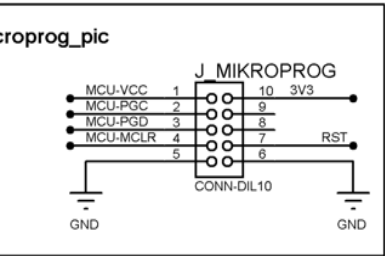 croprog_pic
J_MIKROPROG
MCU-VCC 1 10 3V3
MCU-PGC 2 9
MCU-PGD 3 8
MCU-MCLR 4 7 RST
5 6
CONN-DIL10
GND GND